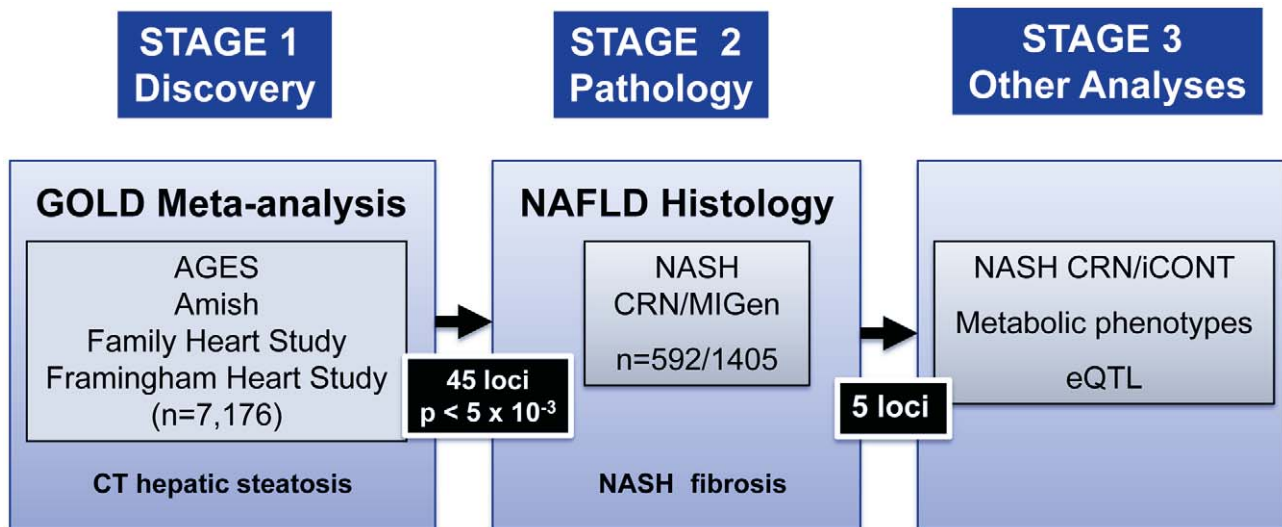 STAGE 1
Discovery
STAGE 2
Pathology
STAGE 3
Other Analyses
GOLD Meta-analysis
AGES
Amish
Family Heart Study
Framingham Heart Study
(n=7,176)
CT hepatic steatosis
45 loci
p < 5 x 10⁻³
NAFLD Histology
NASH
CRN/MIGen
n=592/1405
NASH fibrosis
5 loci
NASH CRN/iCONT
Metabolic phenotypes
eQTL